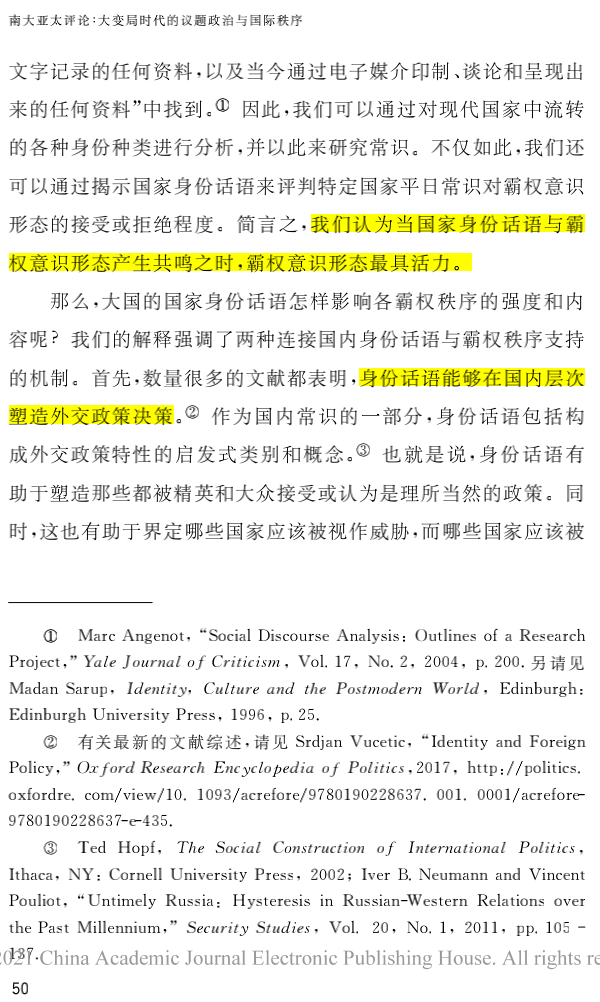 南大亚太评论:大变局时代的议题政治与国际秩序
文字记录的任何资料,以及当今通过电子媒介印制、谈论和呈现出
来的任何资料”中找到。① 因此,我们可以通过对现代国家中流转
的各种身份种类进行分析,并以此来研究常识。不仅如此,我们还
可以通过揭示国家身份话语来评判特定国家平日常识对霸权意识
形态的接受或拒绝程度。简言之,我们认为当国家身份话语与霸
权意识形态产生共鸣之时,霸权意识形态最具活力。
那么,大国的国家身份话语怎样影响各霸权秩序的强度和内
容呢? 我们的解释强调了两种连接国内身份话语与霸权秩序支持
的机制。首先,数量很多的文献都表明,身份话语能够在国内层次
塑造外交政策决策。② 作为国内常识的一部分,身份话语包括构
成外交政策特性的启发式类别和概念。③ 也就是说,身份话语有
助于塑造那些都被精英和大众接受或认为是理所当然的政策。同
时,这也有助于界定哪些国家应该被视作威胁,而哪些国家应该被
① Marc Angenot, “Social Discourse Analysis: Outlines of a Research
Project,” Yale Journal of Criticism, Vol. 17, No. 2, 2004, p. 200. 另请见
Madan Sarup, Identity, Culture and the Postmodern World, Edinburgh:
Edinburgh University Press, 1996, p. 25.
② 有关最新的文献综述,请见 Srdjan Vucetic, “Identity and Foreign
Policy,” Oxford Research Encyclopedia of Politics, 2017, http://politics.
oxfordre. com/view/10. 1093/acrefore/9780190228637. 001. 0001/acrefore-
9780190228637-e-435.
③ Ted Hopf, The Social Construction of International Politics,
Ithaca, NY: Cornell University Press, 2002; Iver B. Neumann and Vincent
Pouliot, “Untimely Russia: Hysteresis in Russian-Western Relations over
the Past Millennium,” Security Studies, Vol. 20, No. 1, 2011, pp. 105 -
137.
China Academic Journal Electronic Publishing House. All rights re
50